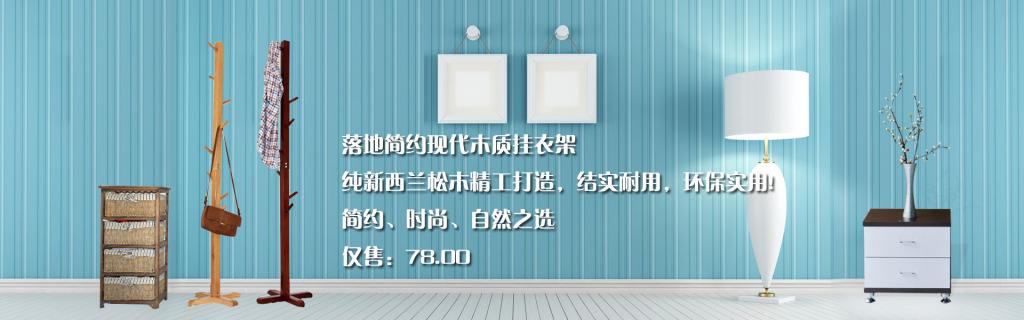 落地简约现代木质挂衣架
纯新西兰松木精工打造，结实耐用，环保实用!
简约、时尚、自然之选
仅售：78.00